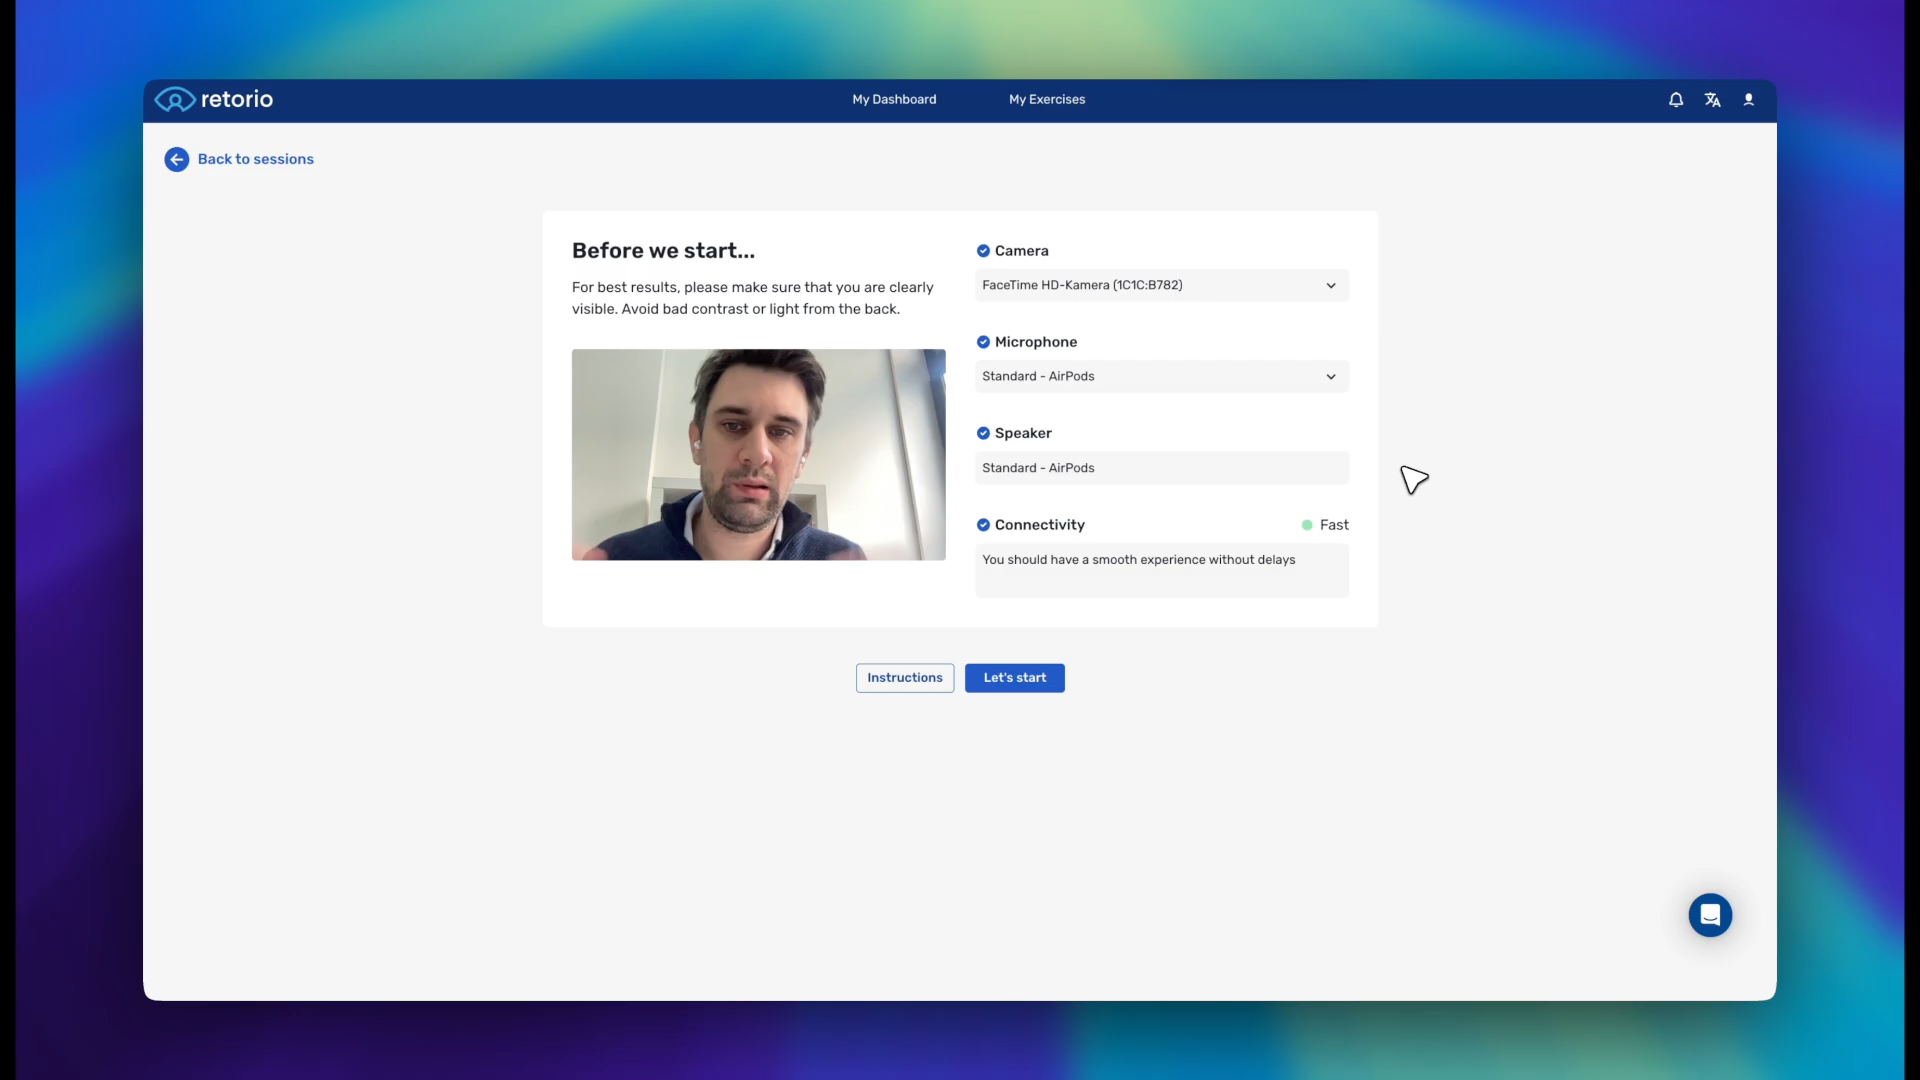 retorio
My Dashboard
My Exercises
Back to sessions
Before we start...
For best results, please make sure that you are clearly
visible. Avoid bad contrast or light from the back.
Camera
FaceTime HD-Kamera (1C1C:B782)
Microphone
Standard - AirPods
Speaker
Standard - AirPods
Connectivity
Fast
You should have a smooth experience without delays
Instructions
Let's start